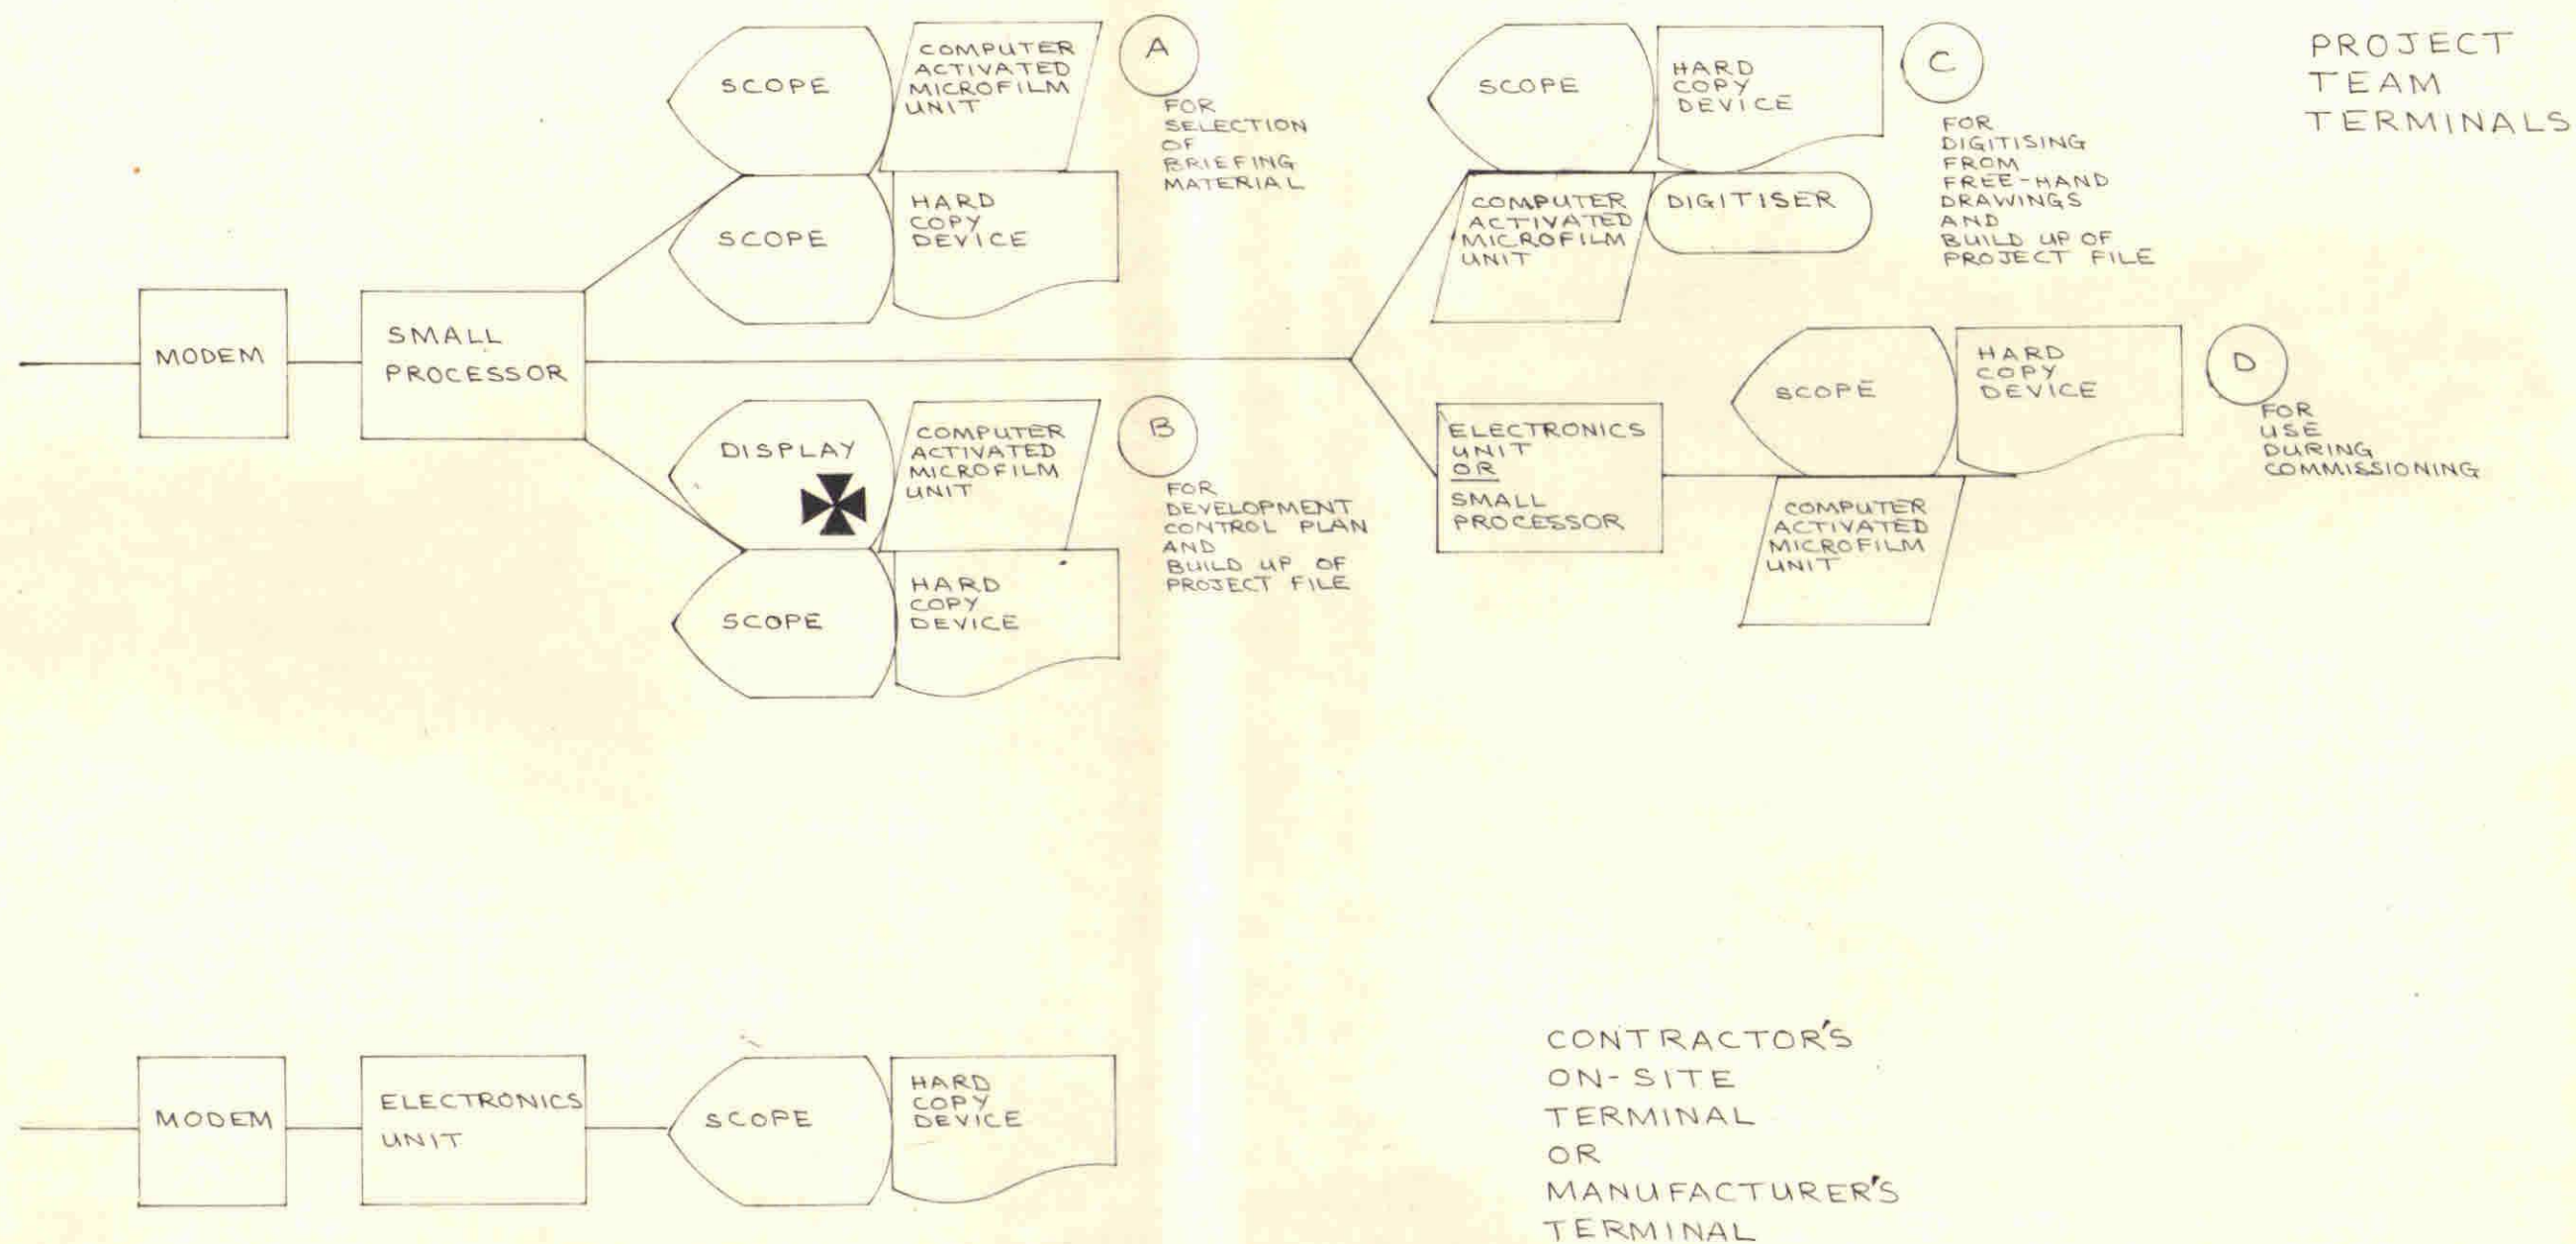 PROJECT
TEAM
TERMINALS
MODEM
SMALL
PROCESSOR
SCOPE
COMPUTER
ACTIVATED
MICROFILM
UNIT
SCOPE
HARD
COPY
DEVICE
A
FOR
SELECTION
OF
BRIEFING
MATERIAL
DISPLAY
COMPUTER
ACTIVATED
MICROFILM
UNIT
SCOPE
HARD
COPY
DEVICE
B
FOR
DEVELOPMENT
CONTROL PLAN
AND
BUILD UP OF
PROJECT FILE
SCOPE
HARD
COPY
DEVICE
COMPUTER
ACTIVATED
MICROFILM
UNIT
DIGITISER
C
FOR
DIGITISING
FROM
FREE-HAND
DRAWINGS
AND
BUILD UP OF
PROJECT FILE
ELECTRONICS
UNIT
OR
SMALL
PROCESSOR
SCOPE
HARD
COPY
DEVICE
COMPUTER
ACTIVATED
MICROFILM
UNIT
D
FOR
USE
DURING
COMMISSIONING
MODEM
ELECTRONICS
UNIT
SCOPE
HARD
COPY
DEVICE
CONTRACTOR'S
ON-SITE
TERMINAL
OR
MANUFACTURER'S
TERMINAL